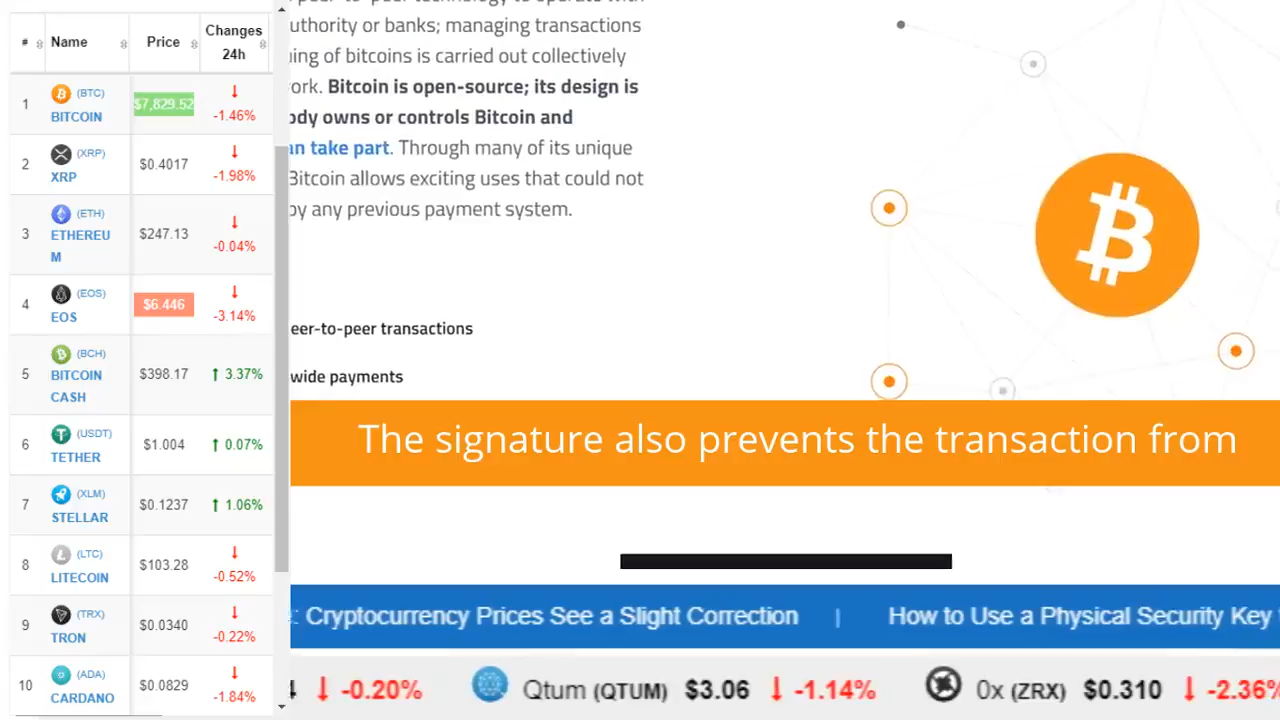 # Name Price Changes 24h
1 (BTC) BITCOIN $7,829.52 ↓ -1.46%
2 (XRP) XRP $0.4017 ↓ -1.98%
3 (ETH) ETHEREUM $247.13 ↓ -0.04%
4 (EOS) EOS $6.446 ↓ -3.14%
5 (BCH) BITCOIN CASH $398.17 ↑ 3.37%
6 (USDT) TETHER $1.004 ↑ 0.07%
7 (XLM) STELLAR $0.1237 ↑ 1.06%
8 (LTC) LITECOIN $103.28 ↓ -0.52%
9 (TRX) TRON $0.0340 ↓ -0.22%
10 (ADA) CARDANO $0.0829 ↓ -1.84%
technology to operate with
authority or banks; managing transactions
of bitcoins is carried out collectively
Bitcoin is open-source; its design is
owns or controls Bitcoin and
can take part. Through many of its unique
Bitcoin allows exciting uses that could not
by any previous payment system.
peer-to-peer transactions
wide payments
The signature also prevents the transaction from
Cryptocurrency Prices See a Slight Correction | How to Use a Physical Security Key
↓ -0.20% Qtum (QTUM) $3.06 ↓ -1.14% 0x (ZRX) $0.310 ↓ -2.36%